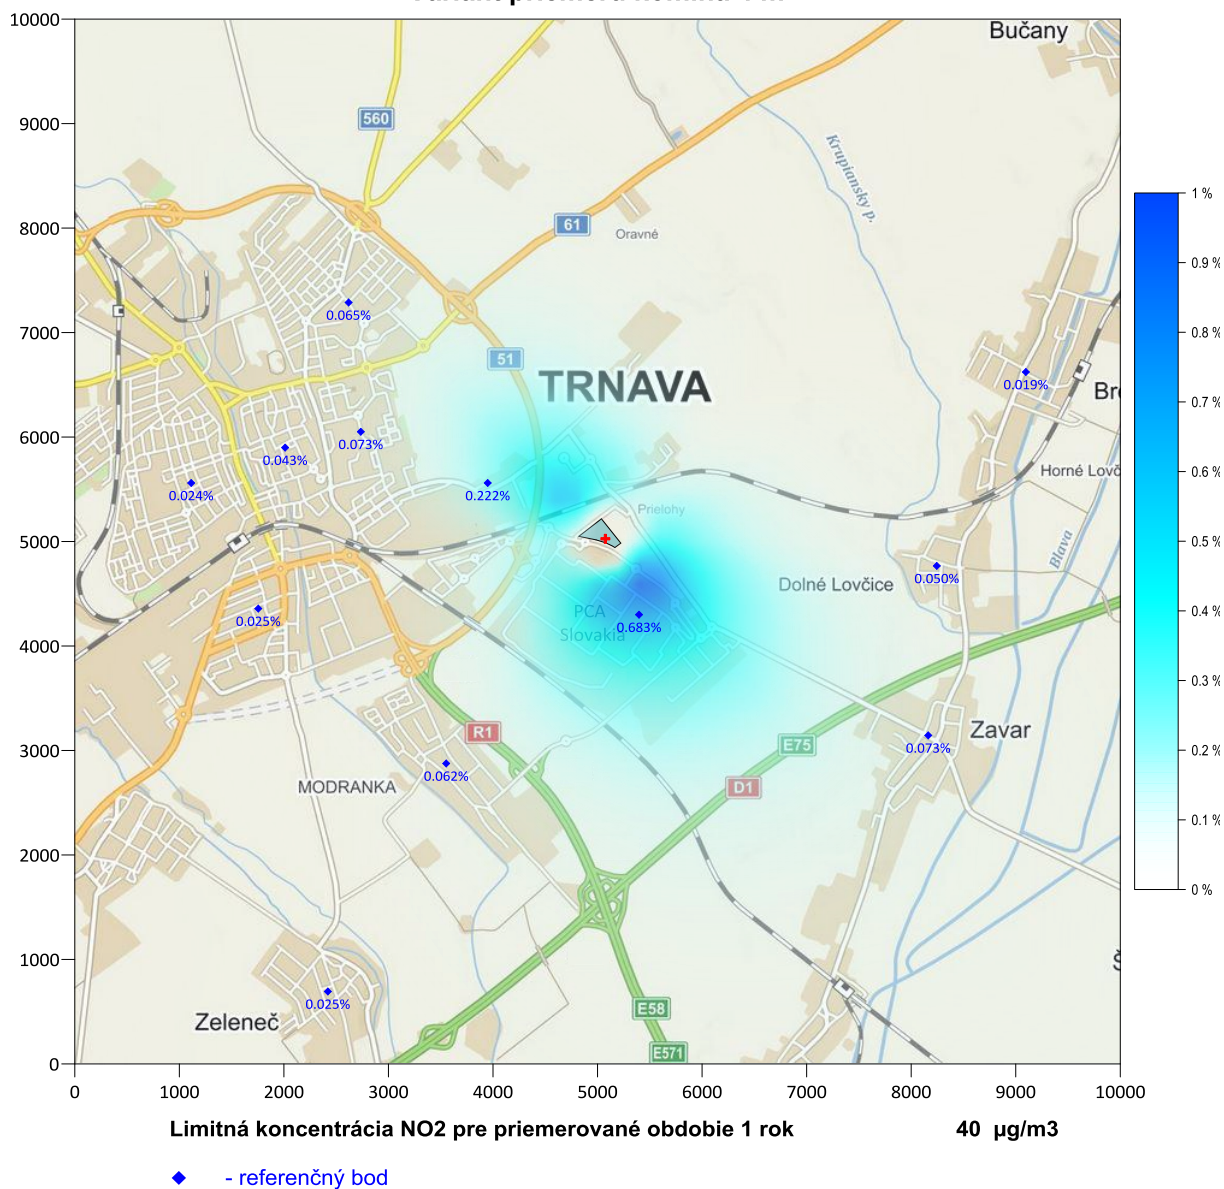 10000
Bučany
9000
560
Krupiansky p.
1 %
8000
61
Oravné
0.9 %
0.065%
0.8 %
7000
51
TRNAVA
0.019%
0.7 %
6000
0.073%
0.043%
0.6 %
Horné Lovč
0.024%
0.222%
Prielohy
5000
Blava
0.5 %
0.050%
Dolné Lovčice
PCA
Slovakia
0.4 %
0.025%
0.683%
4000
0.3 %
R1
Zavar
E75
0.073%
3000
0.2 %
0.062%
MODRANKA
D1
0.1 %
2000
0 %
1000
0.025%
Zeleneč
E58
E571
0
0 1000 2000 3000 4000 5000 6000 7000 8000 9000 10000
Limitná koncentrácia NO2 pre priemerované obdobie 1 rok 40 µg/m3
- referenčný bod